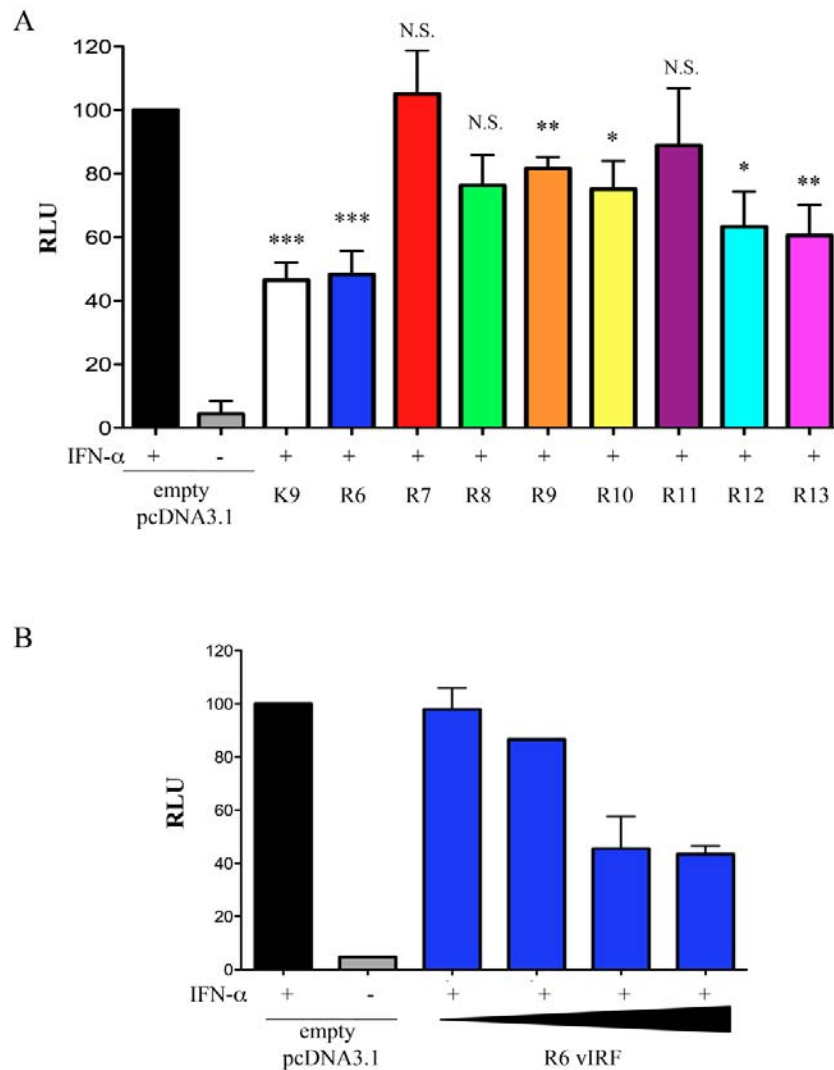 A
N.S.
N.S.
N.S.
***
***
**
*
*
**
120
100
80
60
40
20
0
RLU
IFN-α + - + + + + + + + + +
empty
pcDNA3.1
K9 R6 R7 R8 R9 R10 R11 R12 R13
B
120
100
80
60
40
20
0
RLU
IFN-α + - + + + +
empty
pcDNA3.1
R6 vIRF